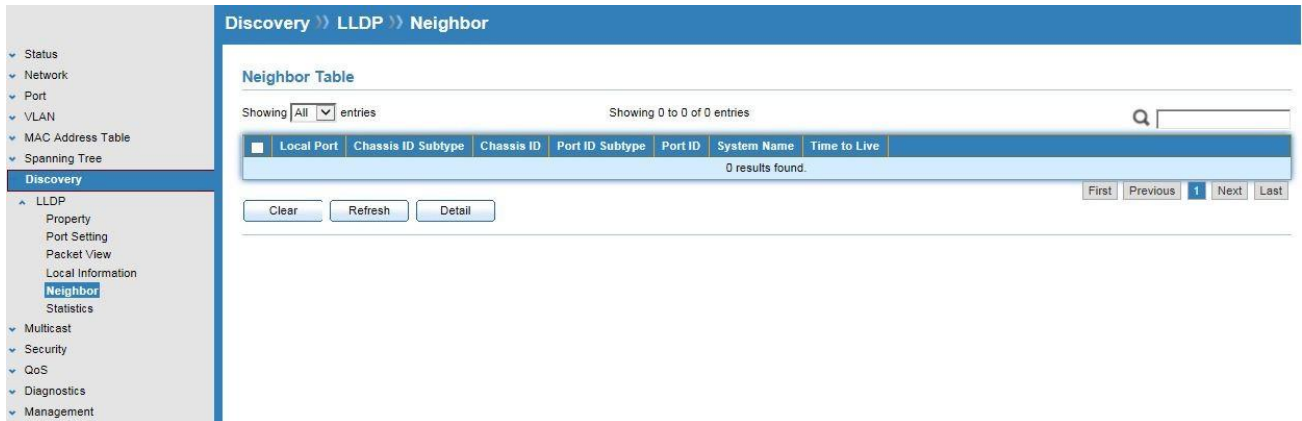 Discovery » LLDP » Neighbor
Status
Network
Port
VLAN
MAC Address Table
Spanning Tree
Discovery
LLDP
Property
Port Setting
Packet View
Local Information
Neighbor
Statistics
Multicast
Security
QoS
Diagnostics
Management
Neighbor Table
Showing All entries Showing 0 to 0 of 0 entries
Local Port Chassis ID Subtype Chassis ID Port ID Subtype Port ID System Name Time to Live
0 results found.
First Previous 1 Next Last
Clear Refresh Detail